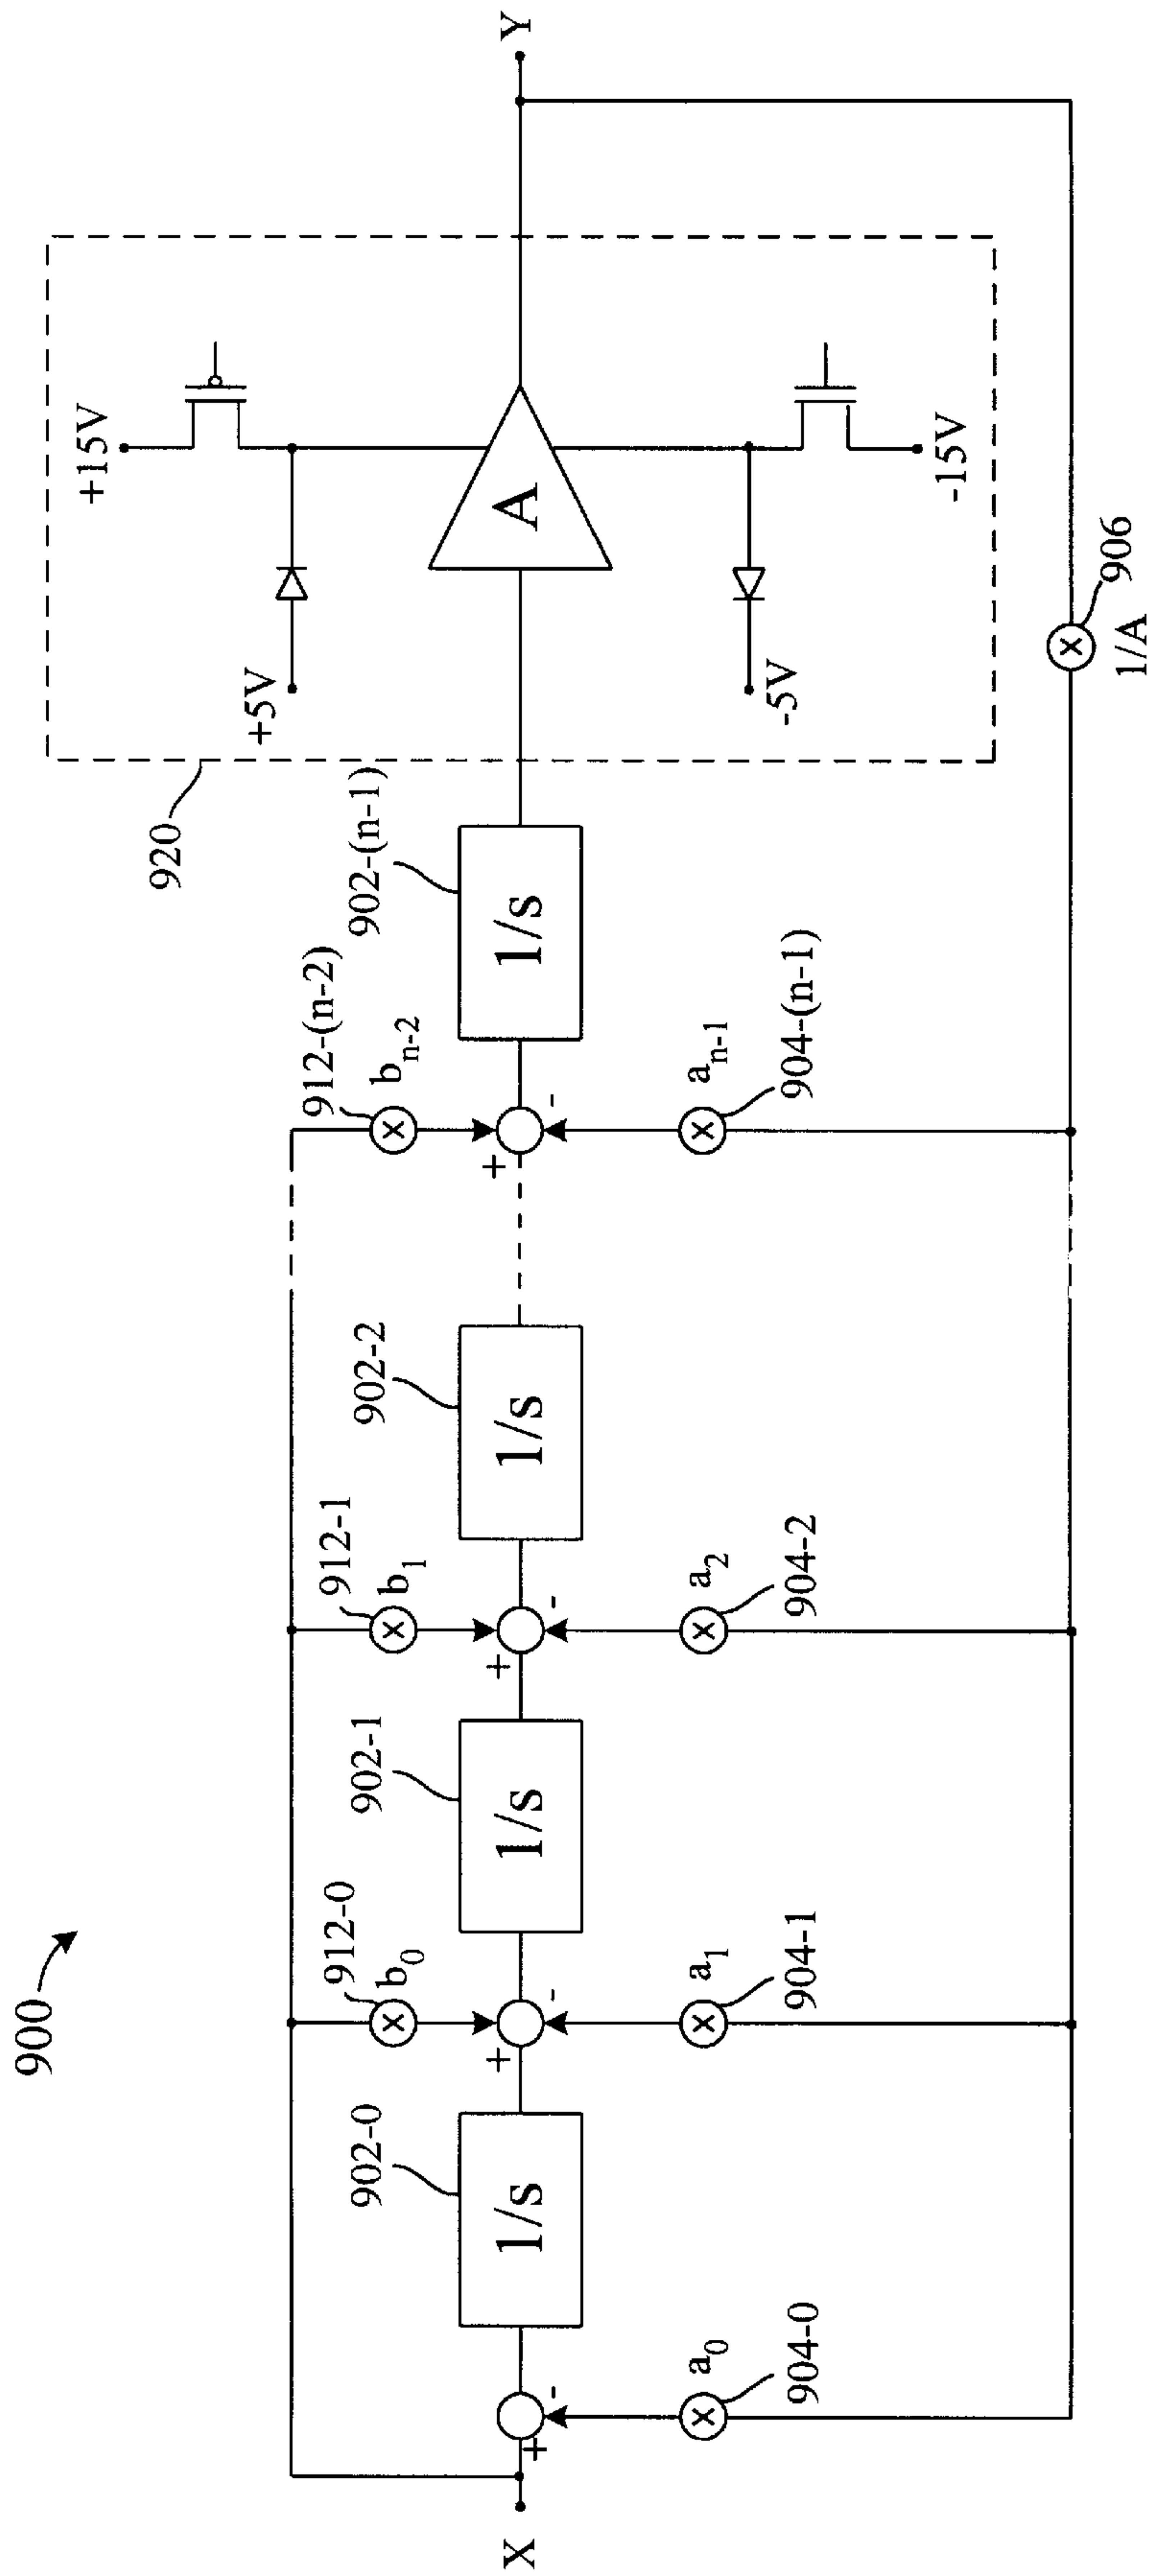 900
X
+
-
a0
904-0
902-0
1/s
912-0
b0
+
-
a1
904-1
902-1
1/s
912-1
b1
+
-
a2
904-2
902-2
1/s
912-(n-2)
bn-2
+
-
an-1
904-(n-1)
902-(n-1)
1/s
920
+5V
+15V
A
-5V
-15V
X
906
1/A
Y